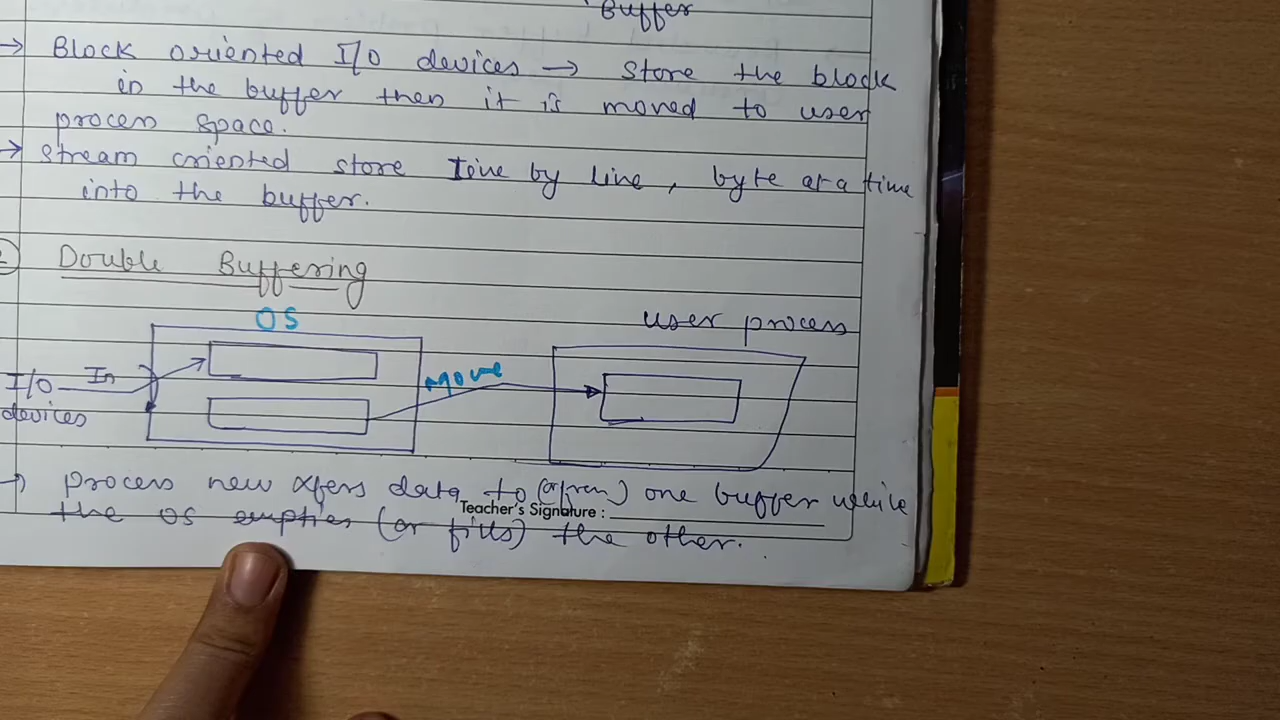 Buffer
→ Block oriented I/O devices → store the block
in the buffer then it is moved to user
process space.
→ Stream oriented store line by line, byte at a time
into the buffer.
Double Buffering
OS
user process
I/O In
Move
devices
→ process new xfers data to (or from) one buffer while
Teacher's Signature :
the OS empties (or fills) the other.